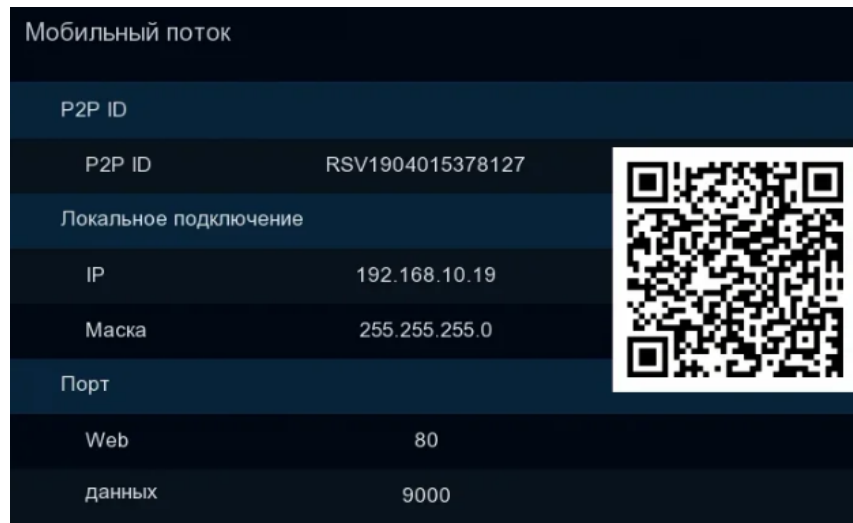 Мобильный поток
P2P ID
P2P ID RSV1904015378127
Локальное подключение
IP 192.168.10.19
Маска 255.255.255.0
Порт
Web 80
данных 9000